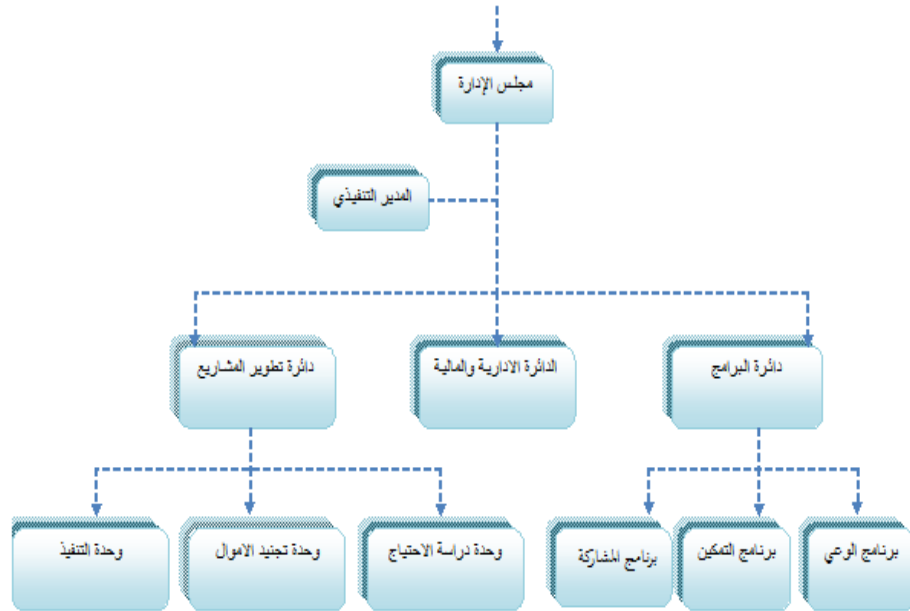 مجلس الإدارة
المدير التنفيذي
دائرة البرامج
الدائرة الادارية والمالية
دائرة تطوير المشاريع
برنامج الوعي
برنامج التمكين
برنامج المشاركة
وحدة دراسة الاحتياج
وحدة تجنيد الاموال
وحدة التنفيذ